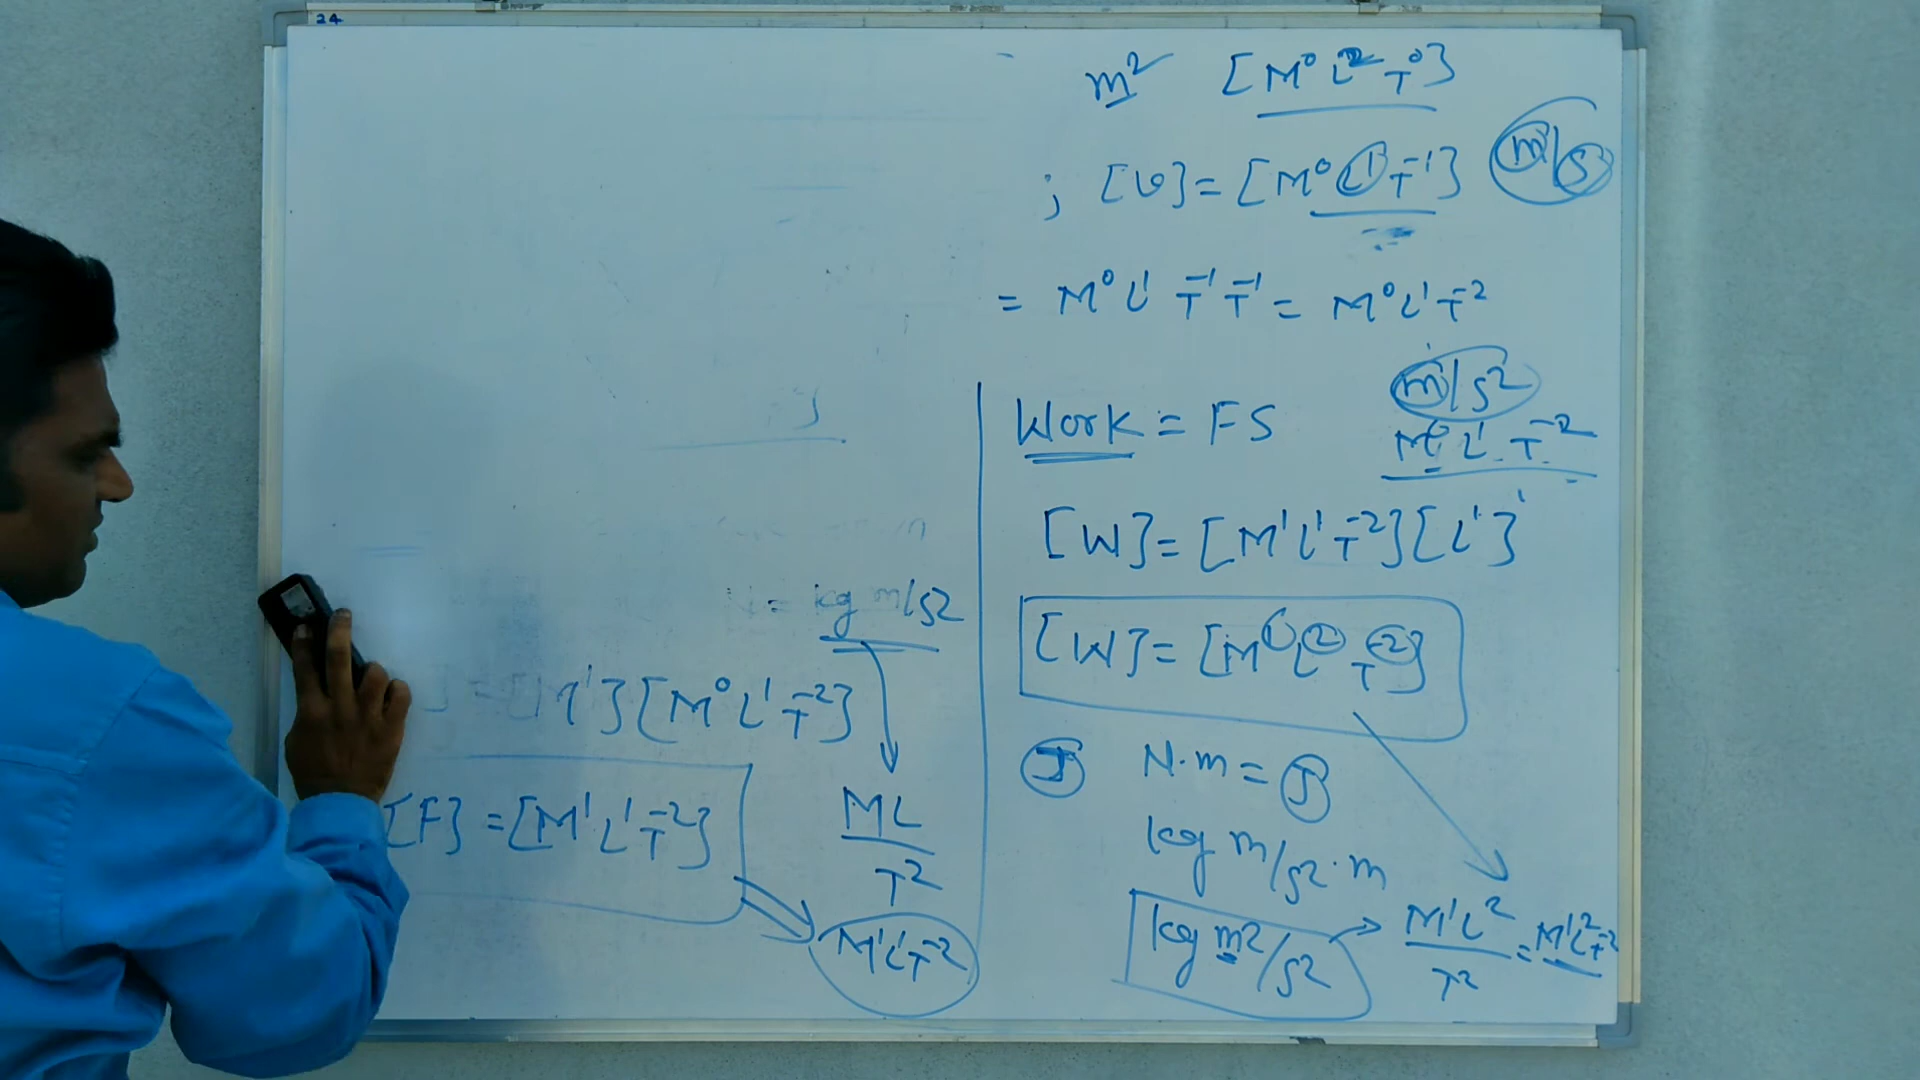 24
m² [M⁰ L² T⁰]
; [v] = [M⁰ L¹ T⁻¹] m/s
= M⁰ L¹ T⁻¹ T⁻¹ = M⁰ L¹ T⁻²
m/s²
Work = FS
M⁰ L¹ T⁻²
[W] = [M¹ L¹ T⁻²] [L¹]
[W] = [M¹ L² T⁻²]
J N·m = J
kg m/s²·m
kg m²/s² → M¹L²/T² = M¹L²T⁻²
= kg m/s²
] = [M¹] [M⁰ L¹ T⁻²]
[F] = [M¹ L¹ T⁻²]
ML/T²
M¹L¹T⁻²